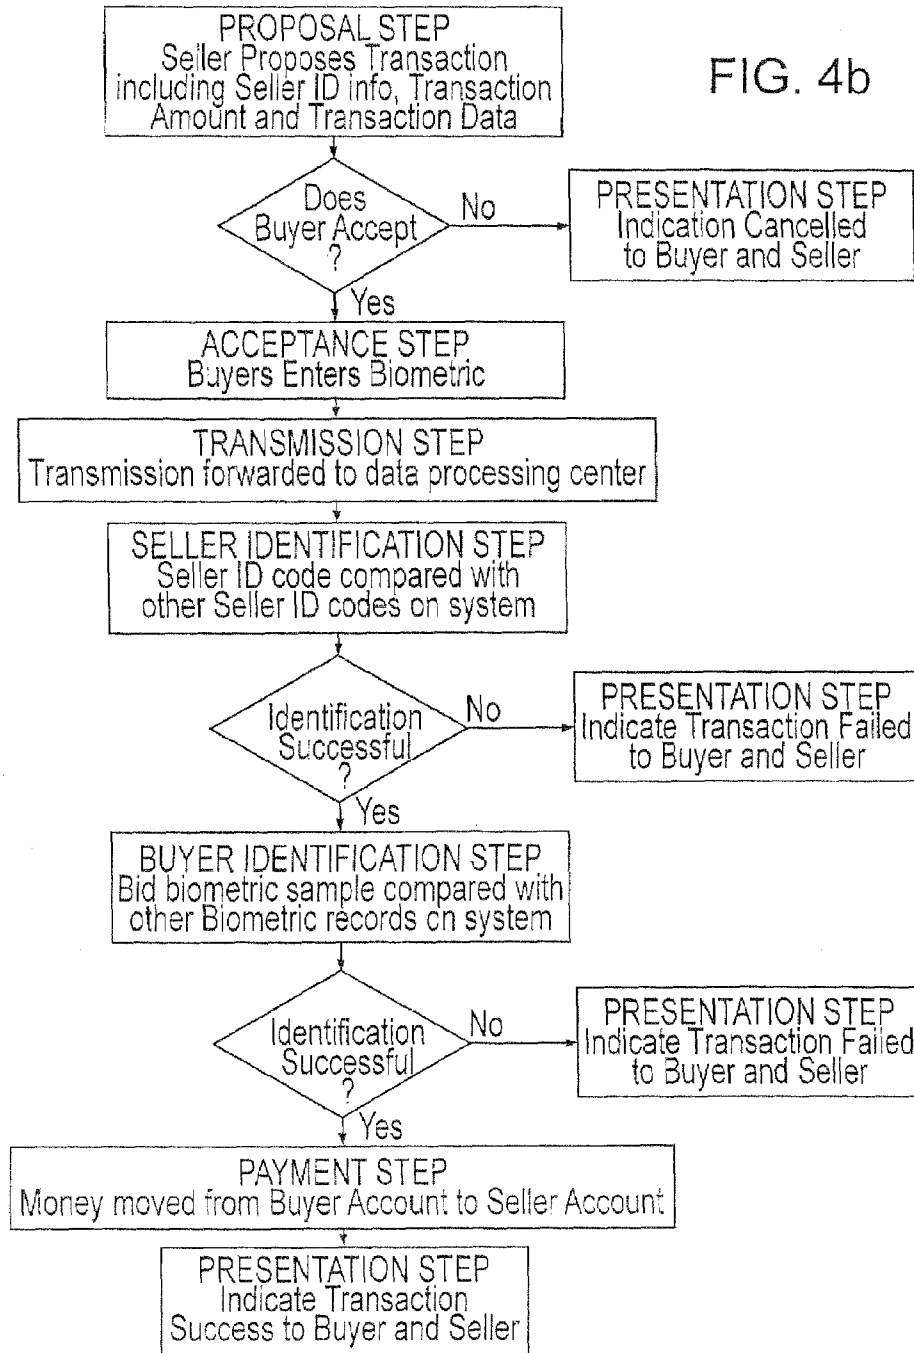 PROPOSAL STEP
Seller Proposes Transaction
including Seller ID info, Transaction
Amount and Transaction Data
FIG. 4b
Does
Buyer Accept
?
No
PRESENTATION STEP
Indication Cancelled
to Buyer and Seller
Yes
ACCEPTANCE STEP
Buyers Enters Biometric
TRANSMISSION STEP
Transmission forwarded to data processing center
SELLER IDENTIFICATION STEP
Seller ID code compared with
other Seller ID codes on system
Identification
Successful
?
No
PRESENTATION STEP
Indicate Transaction Failed
to Buyer and Seller
Yes
BUYER IDENTIFICATION STEP
Bid biometric sample compared with
other Biometric records on system
Identification
Successful
?
No
PRESENTATION STEP
Indicate Transaction Failed
to Buyer and Seller
Yes
PAYMENT STEP
Money moved from Buyer Account to Seller Account
PRESENTATION STEP
Indicate Transaction
Success to Buyer and Seller